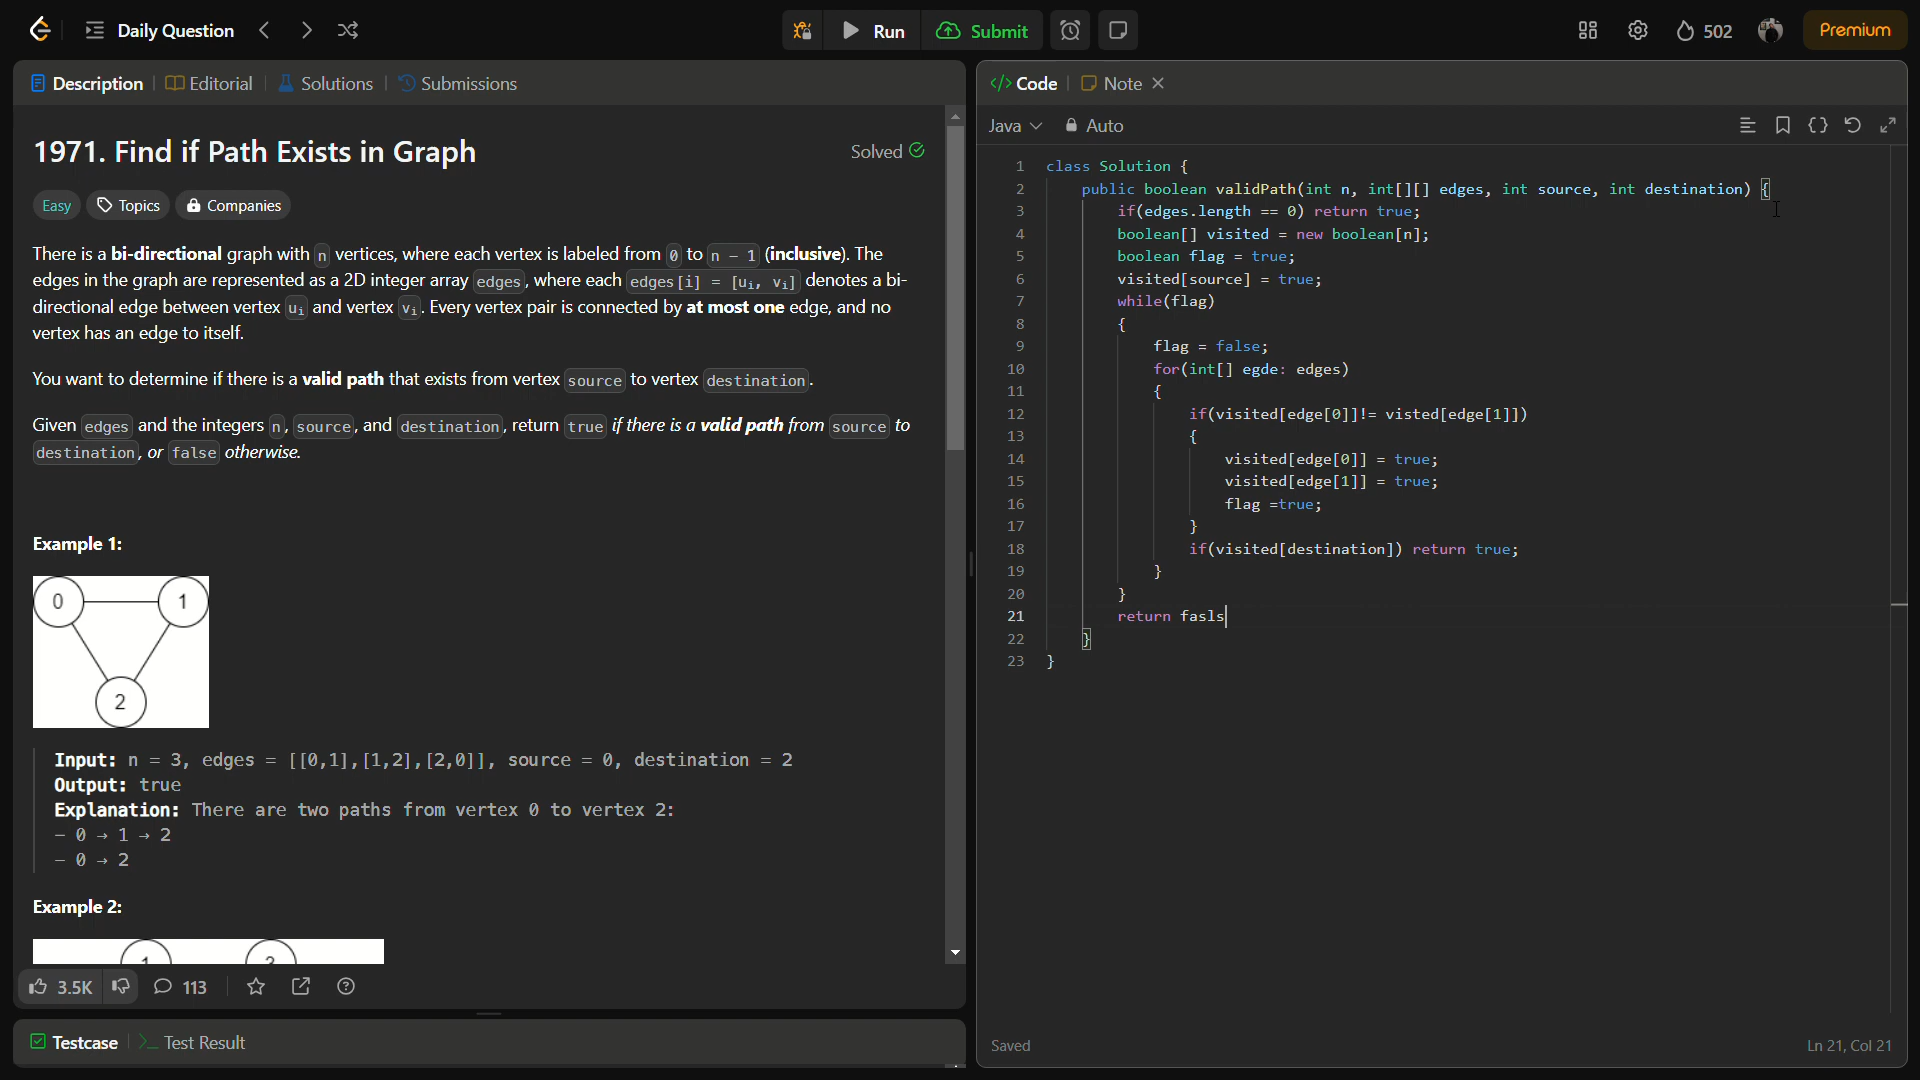 Daily Question
Run
Submit
502
Premium
Description
Editorial
Solutions
Submissions
1971. Find if Path Exists in Graph
Solved
Easy
Topics
Companies
There is a bi-directional graph with n vertices, where each vertex is labeled from 0 to n - 1 (inclusive). The
edges in the graph are represented as a 2D integer array edges, where each edges[i] = [ui, vi] denotes a bi-
directional edge between vertex ui and vertex vi. Every vertex pair is connected by at most one edge, and no
vertex has an edge to itself.
You want to determine if there is a valid path that exists from vertex source to vertex destination.
Given edges and the integers n, source, and destination, return true if there is a valid path from source to
destination, or false otherwise.
Example 1:
0
1
2
Input: n = 3, edges = [[0,1],[1,2],[2,0]], source = 0, destination = 2
Output: true
Explanation: There are two paths from vertex 0 to vertex 2:
- 0 → 1 → 2
- 0 → 2
Example 2:
1
3.5K
113
Testcase
Test Result
Code
Note
Java
Auto
1 class Solution {
2 public boolean validPath(int n, int[][] edges, int source, int destination) {
3 if(edges.length == 0) return true;
4 boolean[] visited = new boolean[n];
5 boolean flag = true;
6 visited[source] = true;
7 while(flag)
8 {
9 flag = false;
10 for(int[] egde: edges)
11 {
12 if(visited[edge[0]]!= visted[edge[1]])
13 {
14 visited[edge[0]] = true;
15 visited[edge[1]] = true;
16 flag =true;
17 }
18 if(visited[destination]) return true;
19 }
20 }
21 return fasls
22 }
23 }
Saved
Ln 21, Col 21